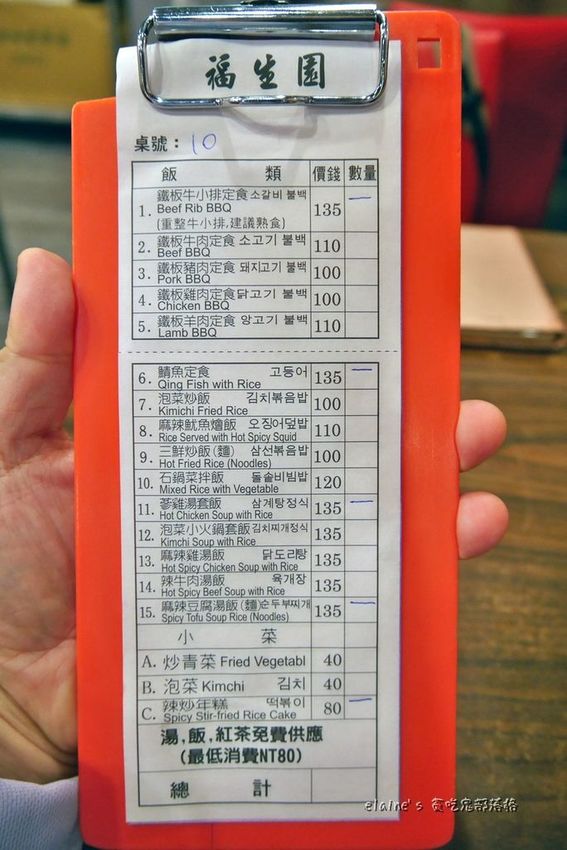 福生園
桌號：10
飯類 價錢 數量
1. 鐵板牛小排定食 소갈비 불백
Beef Rib BBQ 135 一
(重整牛小排,建議熟食)
2. 鐵板牛肉定食 소고기 불백
Beef BBQ 110
3. 鐵板豬肉定食 돼지고기 불백
Pork BBQ 100
4. 鐵板雞肉定食 닭고기 불백
Chicken BBQ 100
5. 鐵板羊肉定食 양고기 불백
Lamb BBQ 110
6. 鯖魚定食 고등어
Qing Fish with Rice 135 一
7. 泡菜炒飯 김치볶음밥
Kimichi Fried Rice 100
8. 麻辣魷魚燴飯 오징어덮밥
Rice Served with Hot Spicy Squid 110
9. 三鮮炒飯(麵) 삼선볶음밥
Hot Fried Rice (Noodles) 100
10. 石鍋菜拌飯 돌솥비빔밥
Mixed Rice with Vegetable 120
11. 蔘雞湯套飯 삼계탕정식
Hot Chicken Soup with Rice 135 一
12. 泡菜小火鍋套飯 김치찌개정식
Kimchi Soup with Rice 135
13. 麻辣雞湯飯 닭도리탕
Hot Spicy Chicken Soup with Rice 135
14. 辣牛肉湯飯 육개장
Hot Spicy Beef Soup with Rice 135
15. 麻辣豆腐湯飯(麵) 순두부찌개
Spicy Tofu Soup Rice (Noodles) 135 一
小菜
A. 炒青菜 Fried Vegetabl 40
B. 泡菜 Kimchi 김치 40
C. 辣炒年糕 떡볶이
Spicy Stir-fried Rice Cake 80 一
湯,飯,紅茶免費供應
(最低消費NT80)
總計
elaine's 貪吃鬼部落格